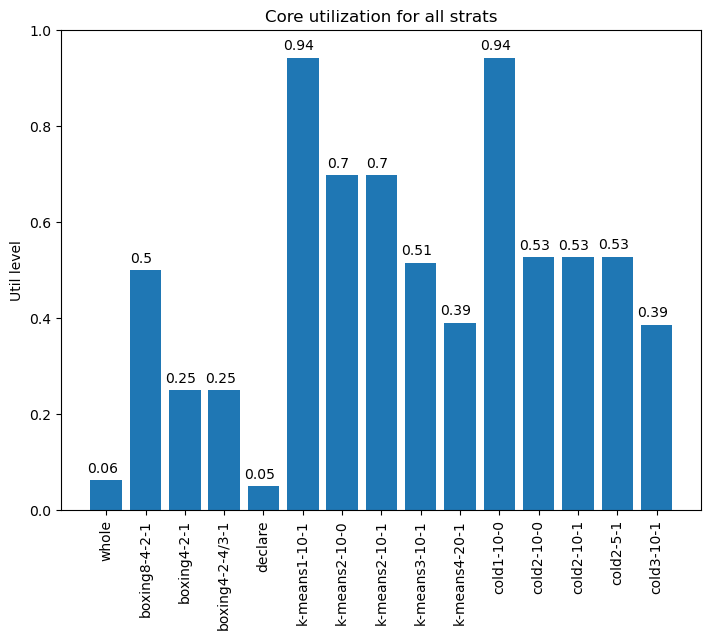 Core utilization for all strats
Util level
1.0
0.8
0.6
0.4
0.2
0.0
0.06
0.5
0.25
0.25
0.05
0.94
0.7
0.7
0.51
0.39
0.94
0.53
0.53
0.53
0.39
whole
boxing8-4-2-1
boxing4-2-1
boxing4-2-4/3-1
declare
k-means1-10-1
k-means2-10-0
k-means2-10-1
k-means3-10-1
k-means4-20-1
cold1-10-0
cold2-10-0
cold2-10-1
cold2-5-1
cold3-10-1